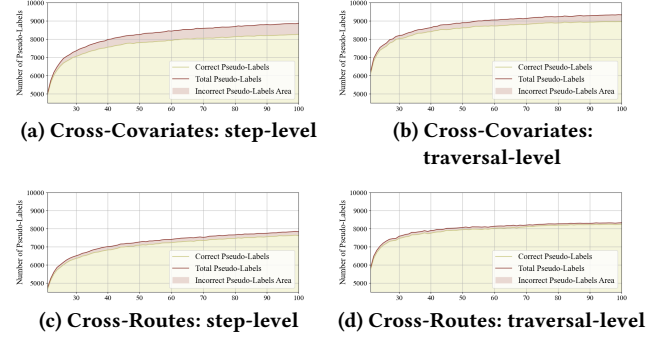 Number of Pseudo-Labels
10000
9000
8000
7000
6000
5000
Correct Pseudo-Labels
Total Pseudo-Labels
Incorrect Pseudo-Labels Area
30 40 50 60 70 80 90 100
(a) Cross-Covariates: step-level
Number of Pseudo-Labels
10000
9000
8000
7000
6000
5000
Correct Pseudo-Labels
Total Pseudo-Labels
Incorrect Pseudo-Labels Area
30 40 50 60 70 80 90 100
(b) Cross-Covariates:
traversal-level
Number of Pseudo-Labels
10000
9000
8000
7000
6000
5000
Correct Pseudo-Labels
Total Pseudo-Labels
Incorrect Pseudo-Labels Area
30 40 50 60 70 80 90 100
(c) Cross-Routes: step-level
Number of Pseudo-Labels
10000
9000
8000
7000
6000
5000
Correct Pseudo-Labels
Total Pseudo-Labels
Incorrect Pseudo-Labels Area
30 40 50 60 70 80 90 100
(d) Cross-Routes: traversal-level